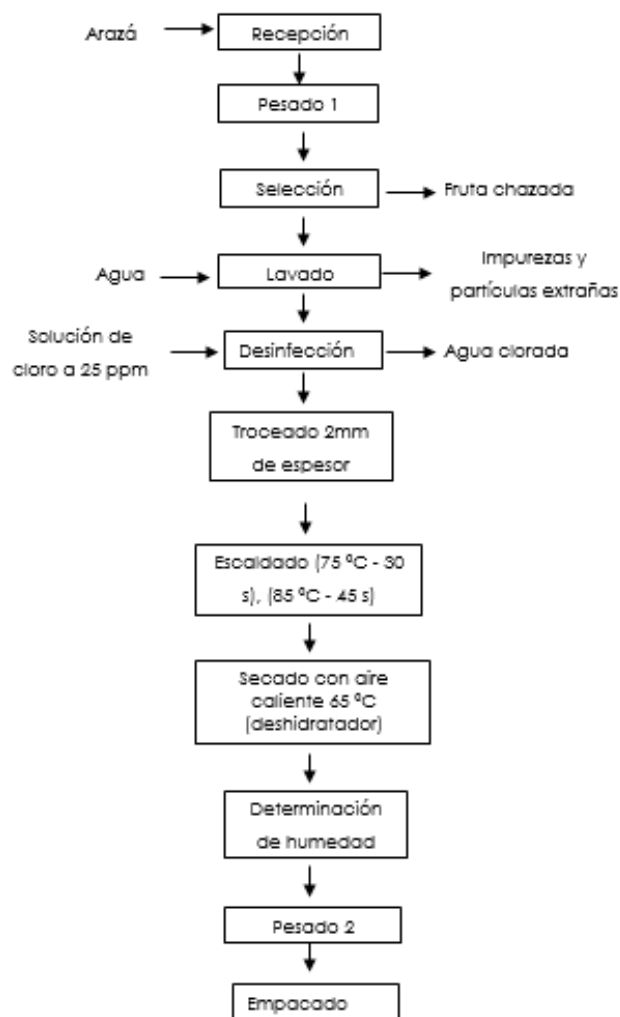 Arazá
Recepción
Pesado 1
Selección
Fruta chazada
Agua
Lavado
Impurezas y
partículas extrañas
Solución de
cloro a 25 ppm
Desinfección
Agua clorada
Troceado 2mm
de espesor
Escaldado (75 ºC - 30
s), (85 ºC - 45 s)
Secado con aire
caliente 65 ºC
(deshidratador)
Determinación
de humedad
Pesado 2
Empacado